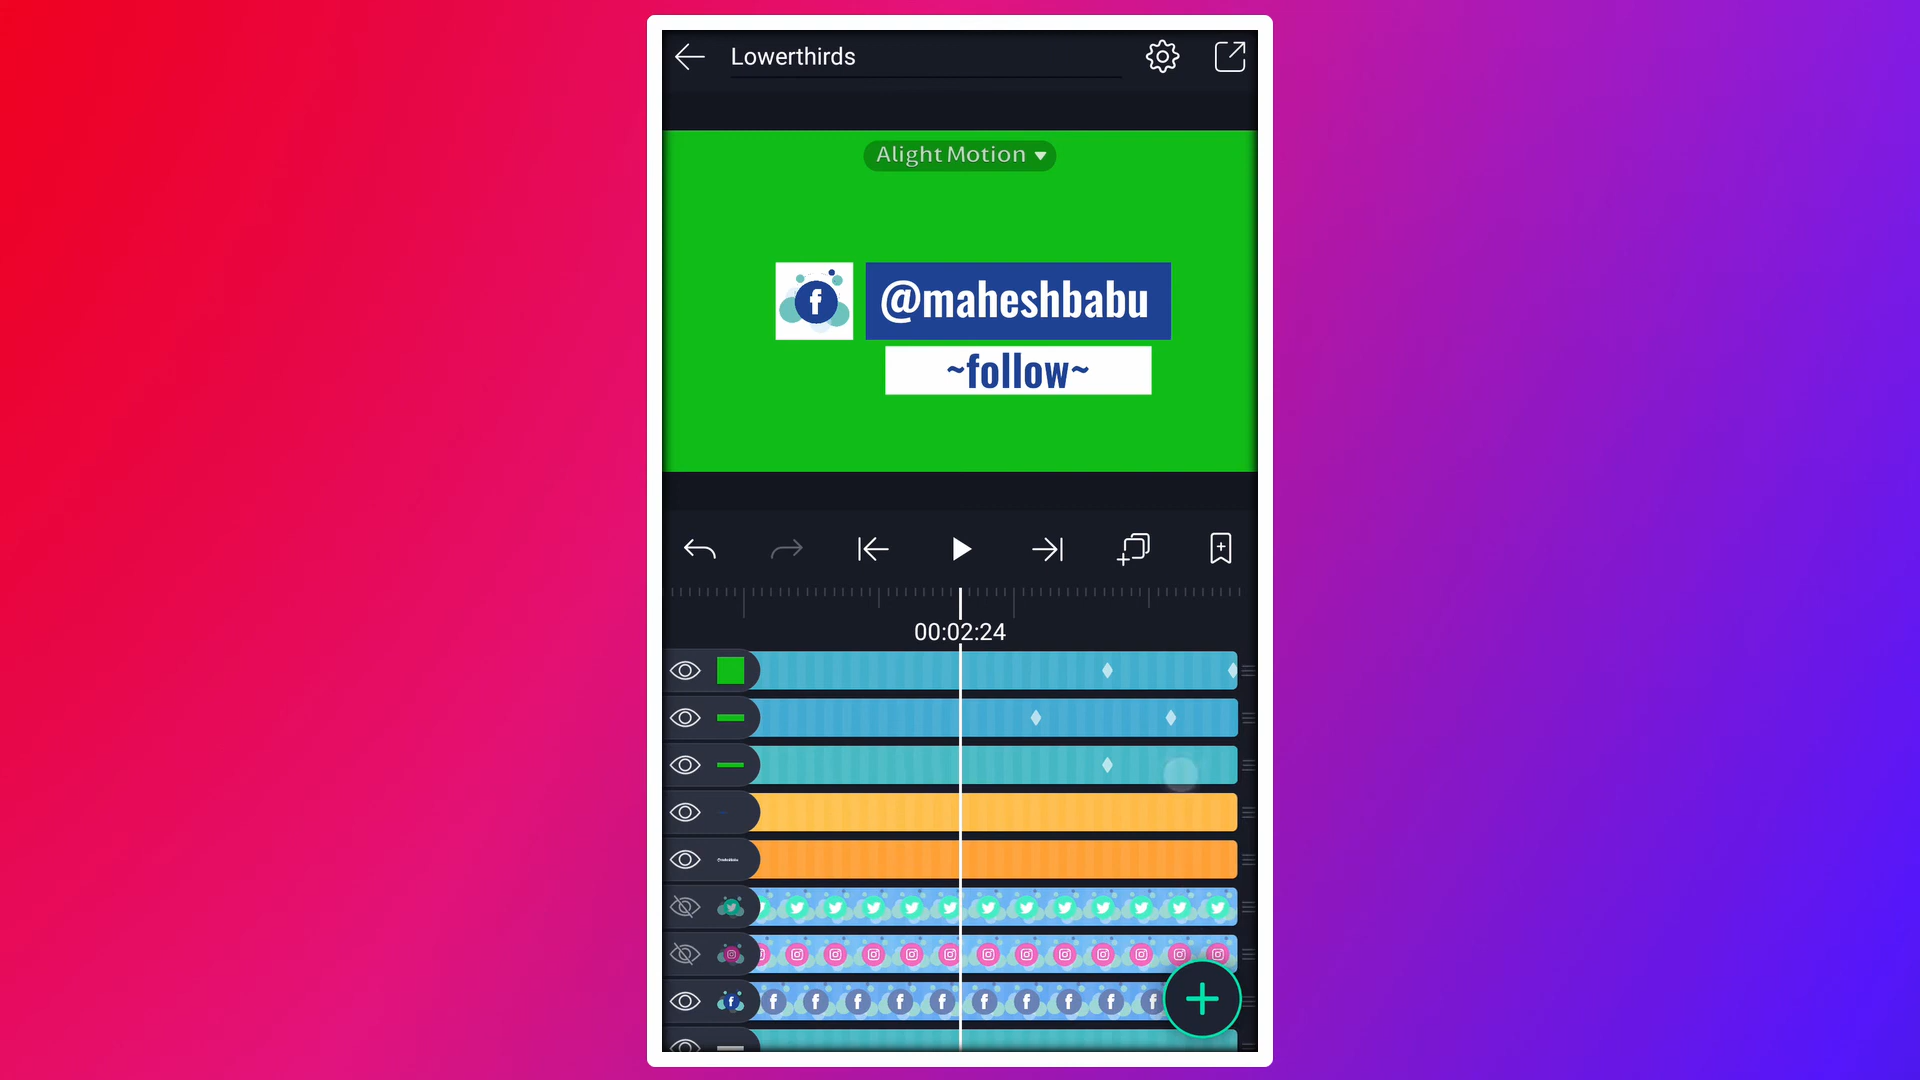 Lowerthirds
Alight Motion
f
@maheshbabu
~follow~
00:02:24